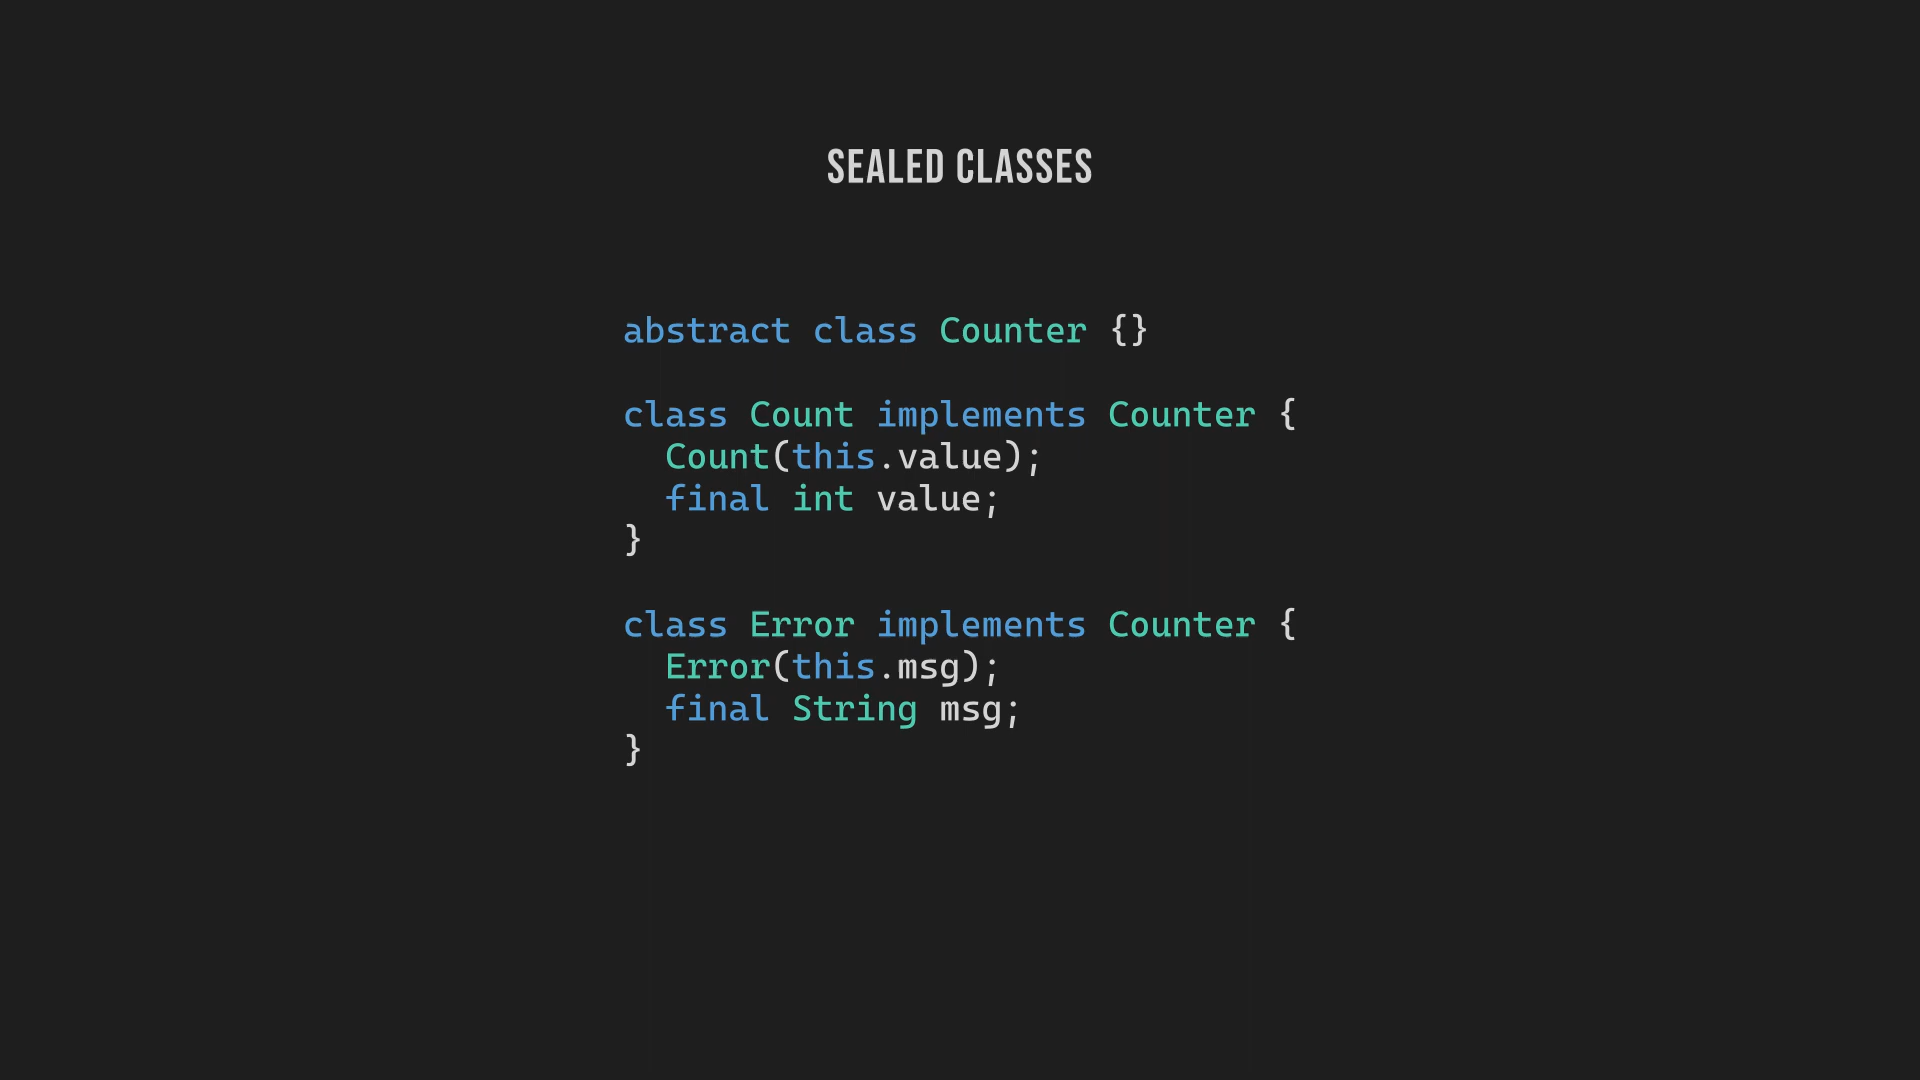 SEALED CLASSES
abstract class Counter {}
class Count implements Counter {
  Count(this.value);
  final int value;
}
class Error implements Counter {
  Error(this.msg);
  final String msg;
}